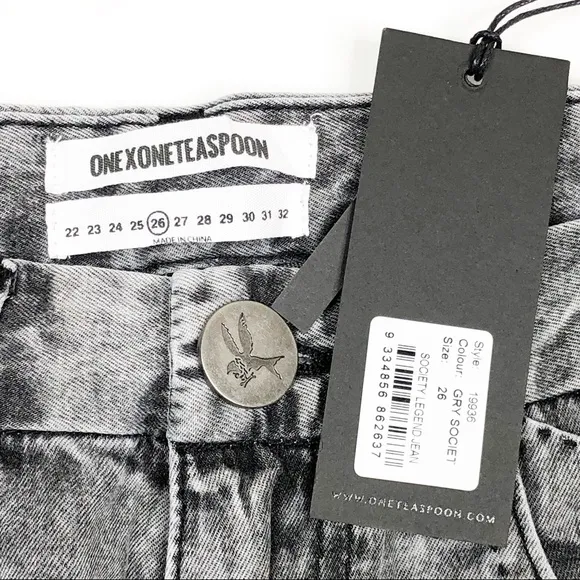 ONEXONETEASPOON
22 23 24 25 26 27 28 29 30 31 32
MADE IN CHINA
Style 19936
Colour: GRY SOCIET
Size: 26
SOCIETY LEGEND JEAN
9 334856 862637
WWW.ONETEASPOON.COM